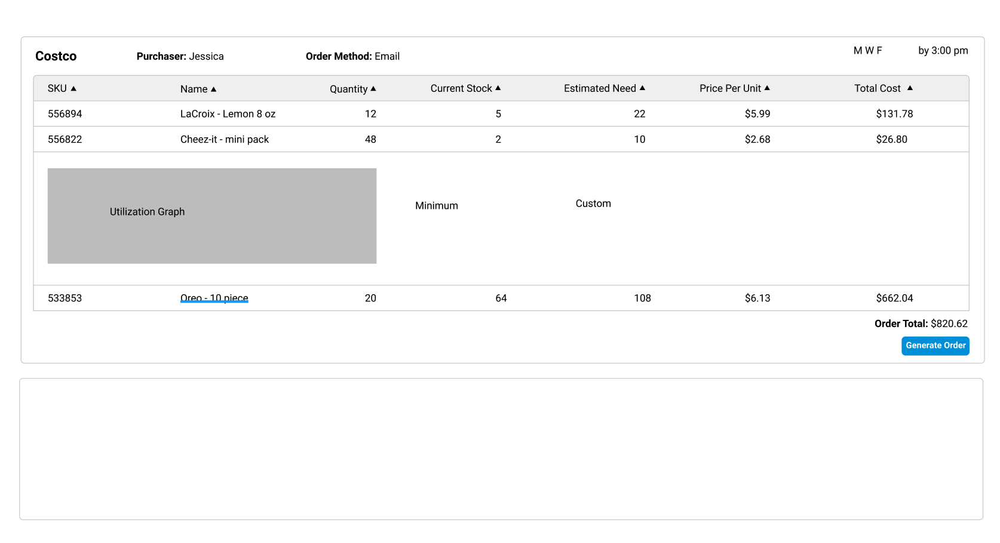 Costco Purchaser: Jessica Order Method: Email M W F by 3:00 pm
SKU ▲ Name ▲ Quantity ▲ Current Stock ▲ Estimated Need ▲ Price Per Unit ▲ Total Cost ▲
556894 LaCroix - Lemon 8 oz 12 5 22 $5.99 $131.78
556822 Cheez-it - mini pack 48 2 10 $2.68 $26.80
Utilization Graph Minimum Custom
533853 Oreo - 10 piece 20 64 108 $6.13 $662.04
Order Total: $820.62
Generate Order